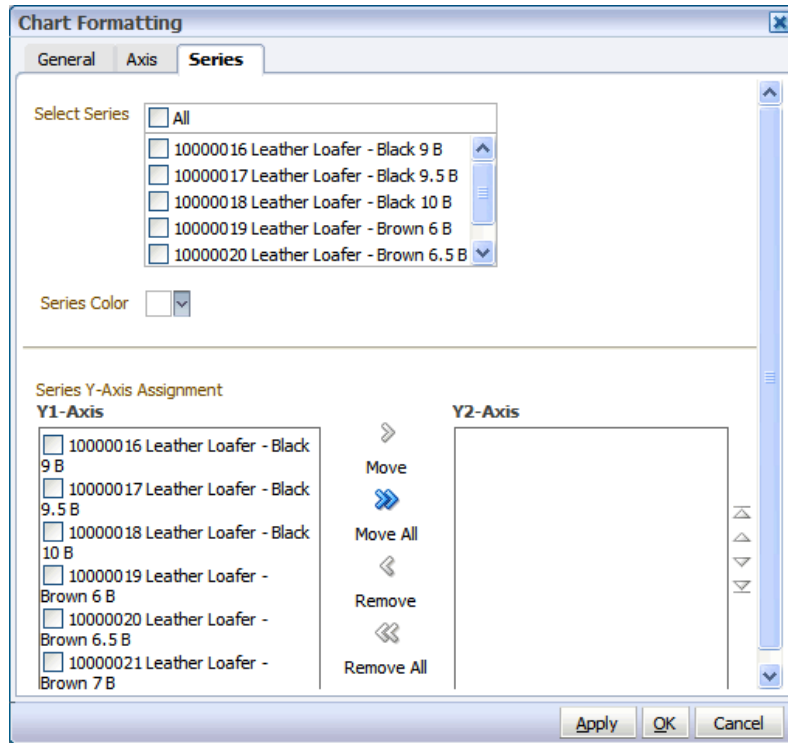 Chart Formatting
General Axis Series
Select Series
All
10000016 Leather Loafer - Black 9 B
10000017 Leather Loafer - Black 9.5 B
10000018 Leather Loafer - Black 10 B
10000019 Leather Loafer - Brown 6 B
10000020 Leather Loafer - Brown 6.5 B
Series Color
Series Y-Axis Assignment
Y1-Axis
10000016 Leather Loafer - Black
9 B
10000017 Leather Loafer - Black
9.5 B
10000018 Leather Loafer - Black
10 B
10000019 Leather Loafer -
Brown 6 B
10000020 Leather Loafer -
Brown 6.5 B
10000021 Leather Loafer -
Brown 7 B
Move
Move All
Remove
Remove All
Y2-Axis
Apply OK Cancel